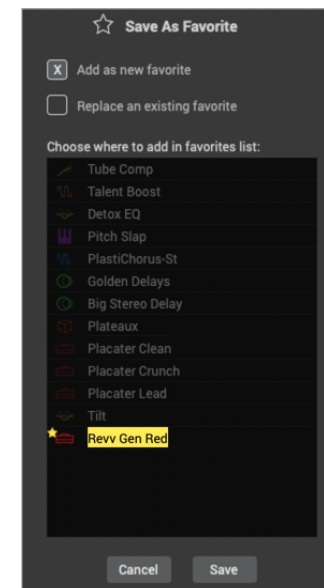 Save As Favorite
X Add as new favorite
Replace an existing favorite
Choose where to add in favorites list:
Tube Comp
Talent Boost
Detox EQ
Pitch Slap
PlastiChorus-St
Golden Delays
Big Stereo Delay
Plateaux
Placater Clean
Placater Crunch
Placater Lead
Tilt
Revv Gen Red
Cancel Save